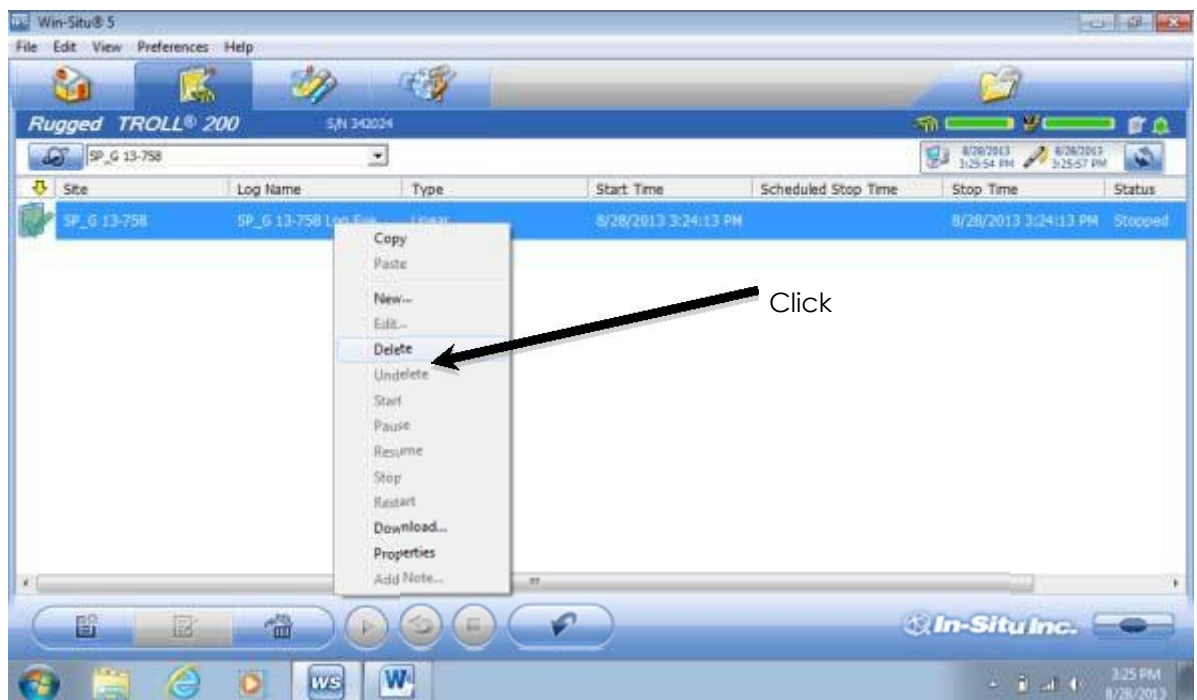 Win-Situ® 5
File Edit View Preferences Help
Rugged TROLL® 200 S/N 342024
SP_G 13-758 8/28/2013 3:25:54 PM 8/28/2013 3:25:57 PM
Site Log Name Type Start Time Scheduled Stop Time Stop Time Status
SP_G 13-758 SP_G 13-758 Log Eva... Linear 8/28/2013 3:24:13 PM 8/28/2013 3:24:13 PM Stopped
Copy
Paste
New...
Click
Edit...
Delete
Undelete
Start
Pause
Resume
Stop
Restart
Download...
Properties
Add Note...
In-Situ Inc.
WS W 3:25 PM
8/28/2013